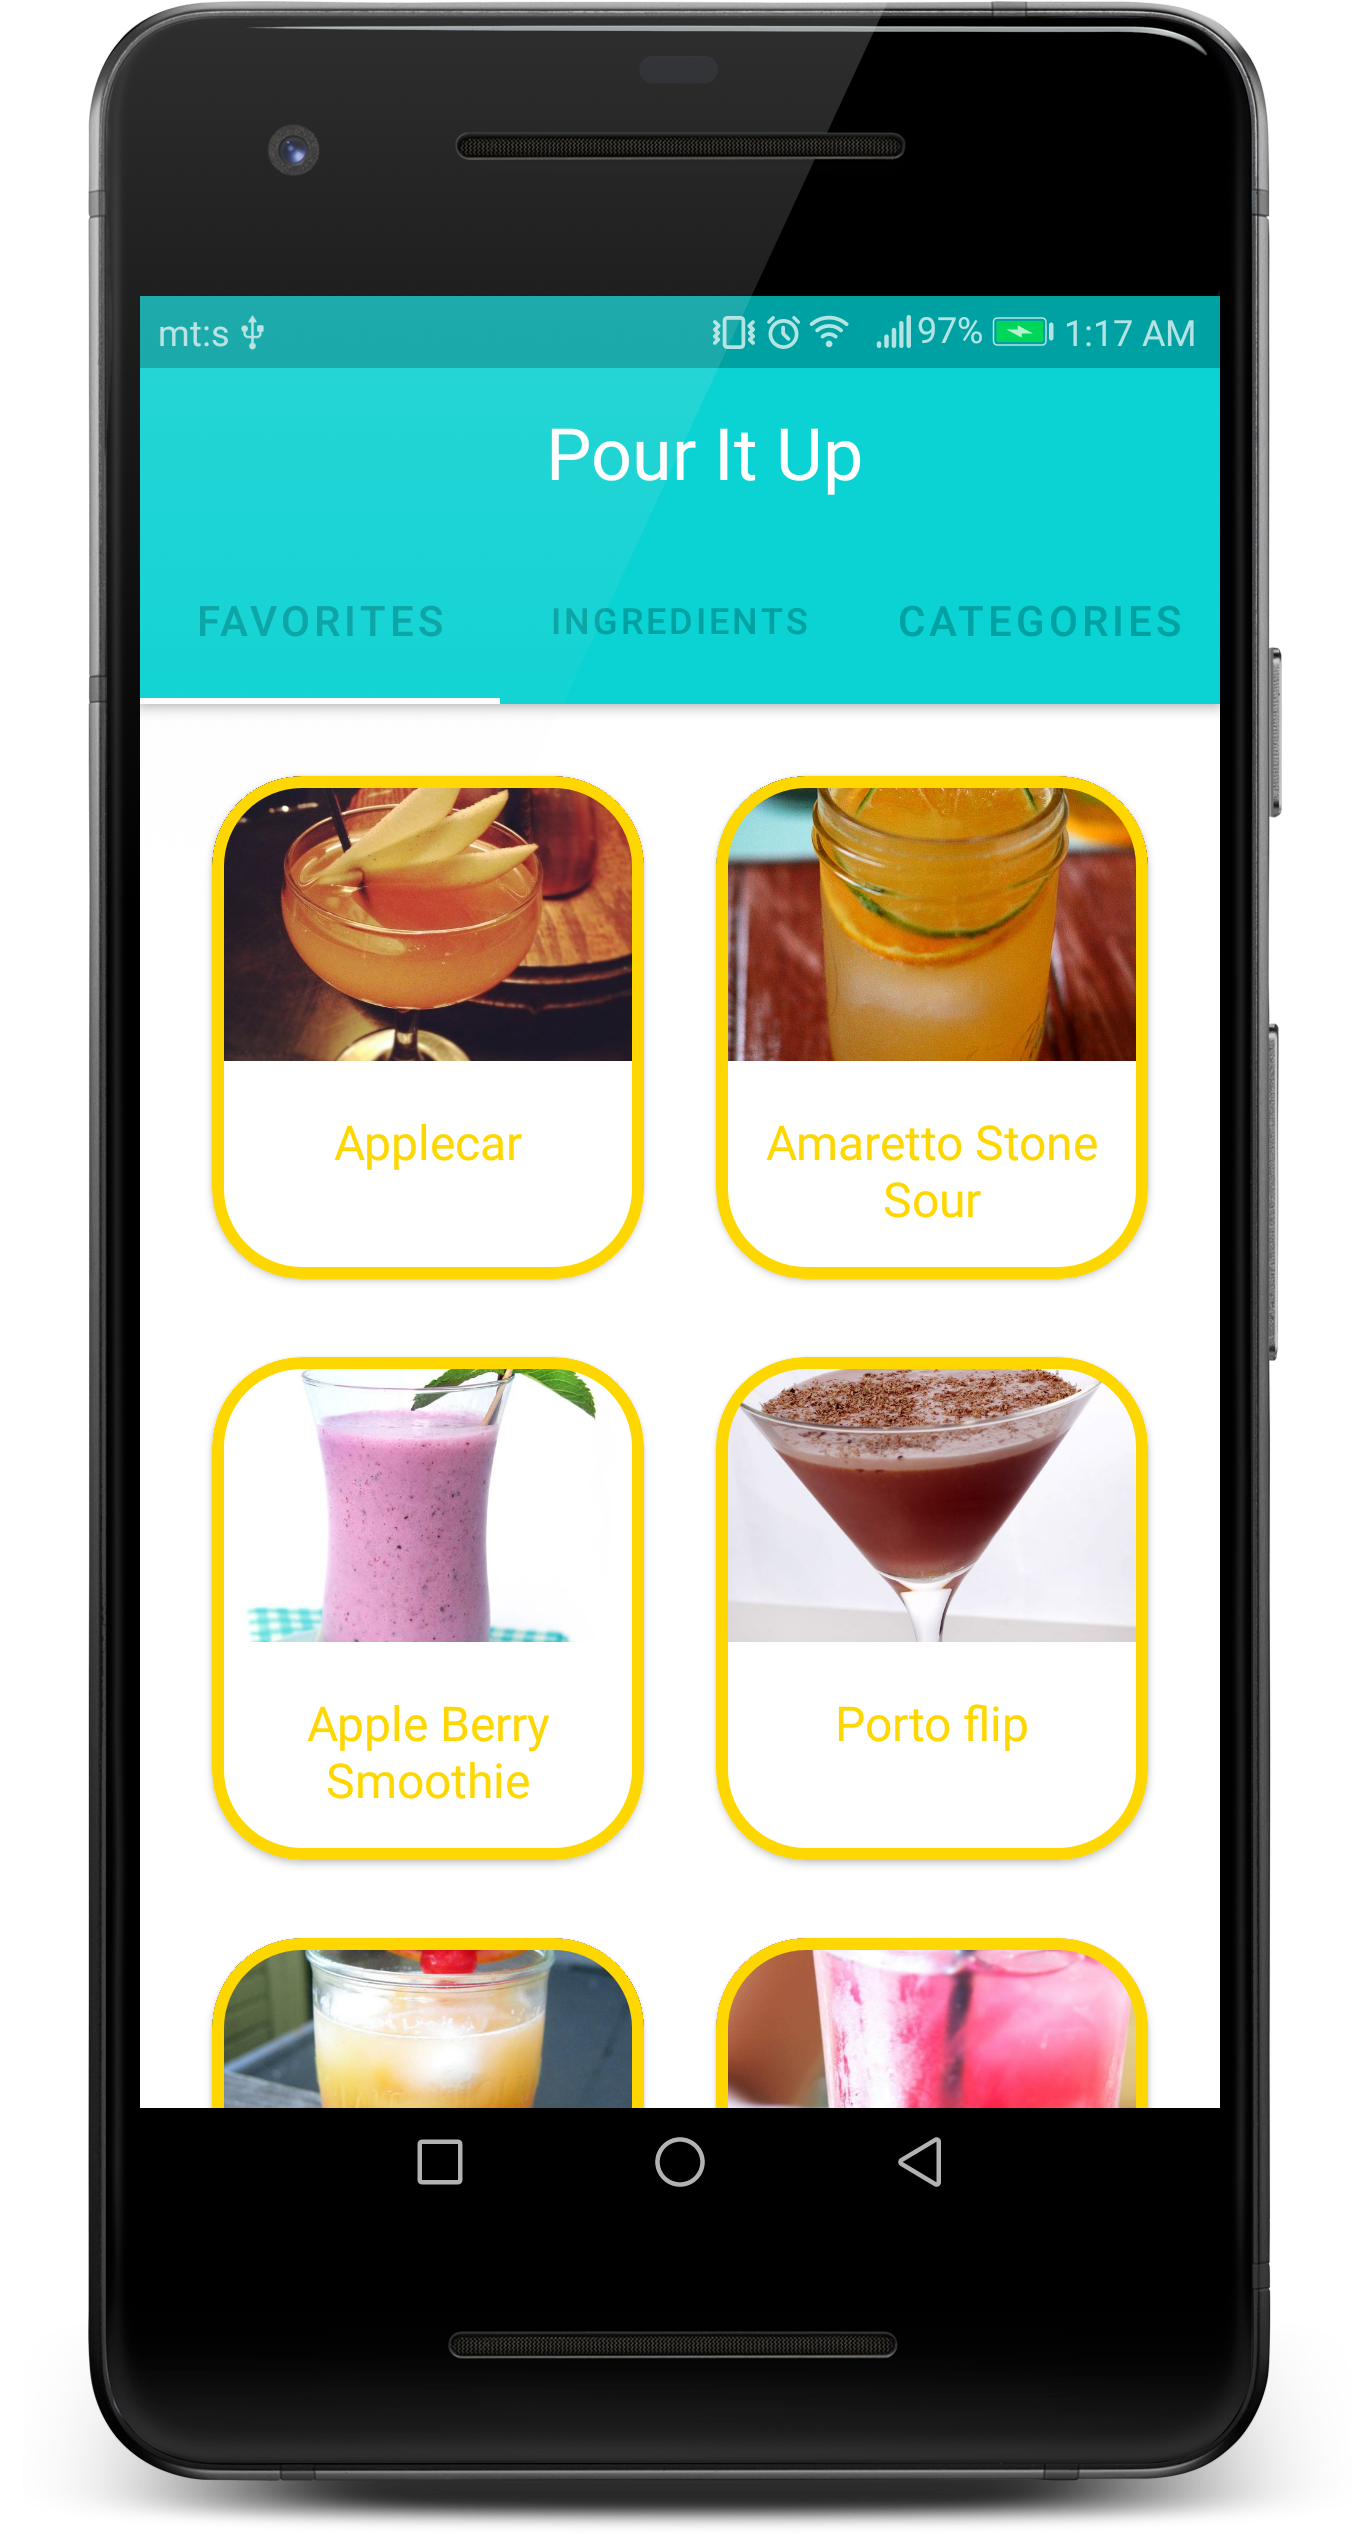 mt:s 97% 1:17 AM
Pour It Up
FAVORITES INGREDIENTS CATEGORIES
Applecar
Amaretto Stone
Sour
Apple Berry
Smoothie
Porto flip